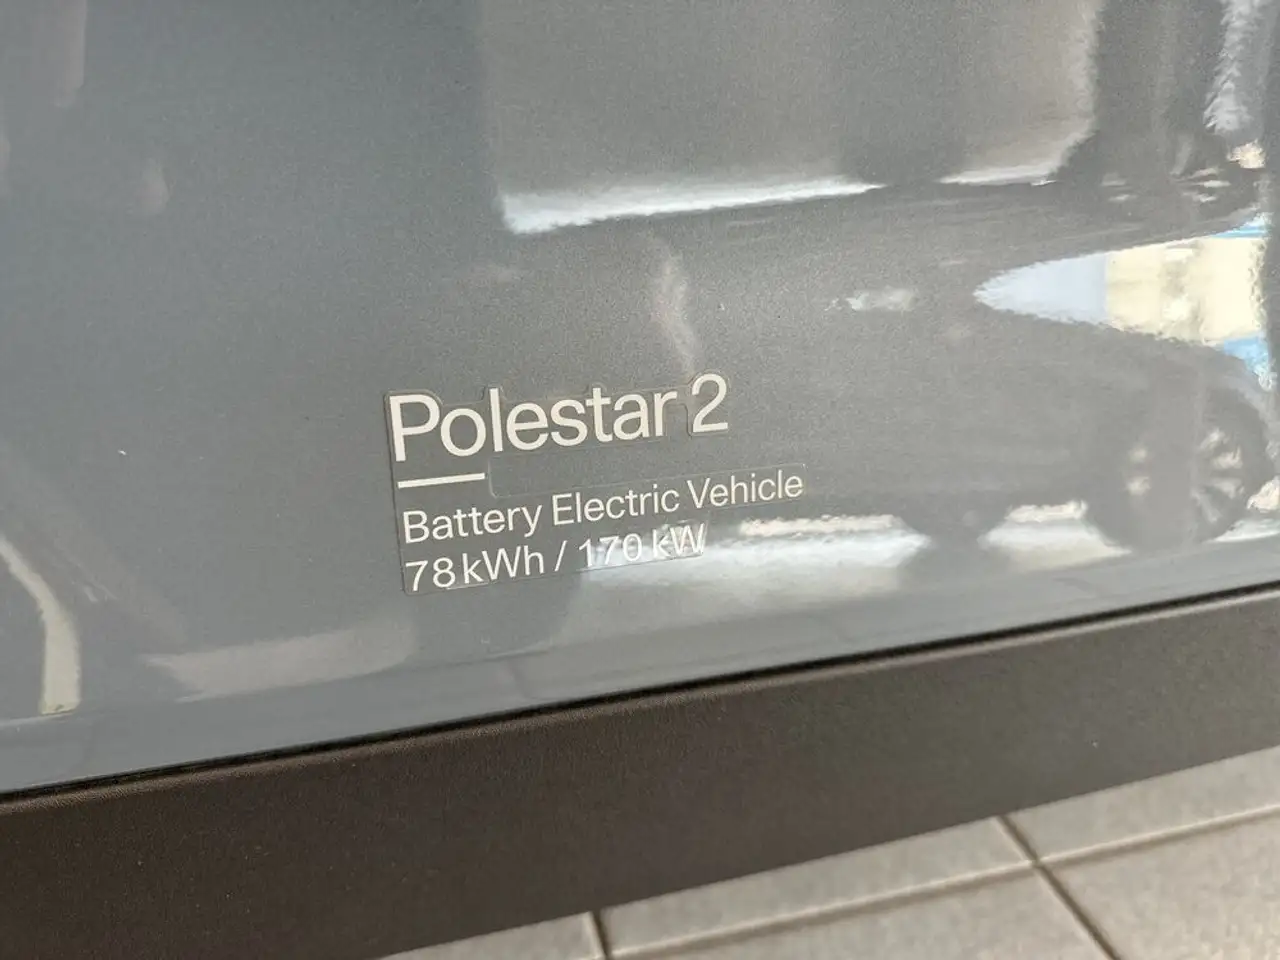 Polestar 2
Battery Electric Vehicle
78 kWh / 170 kW